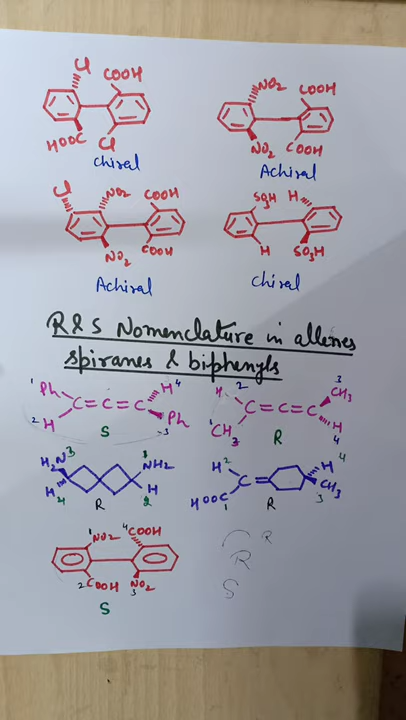 Cl COOH
HOOC Cl
chiral
NO2 COOH
NO2 COOH
Achiral
Cl NO2 COOH
NO2 COOH
Achiral
SO3H H
H SO3H
chiral
R & S Nomenclature in allenes
spiranes & biphenyls
1 Ph H 4
C=C=C
2 H Ph 3
S
H 2 CH3 3
C=C=C
1 CH3 H 4
R
H2N 3 1 NH2
H 4 H 2
R
H 2 H 4
C
HOOC 1 CH3 3
R
1 NO2 4 COOH
2 COOH NO2 3
S
R R
S